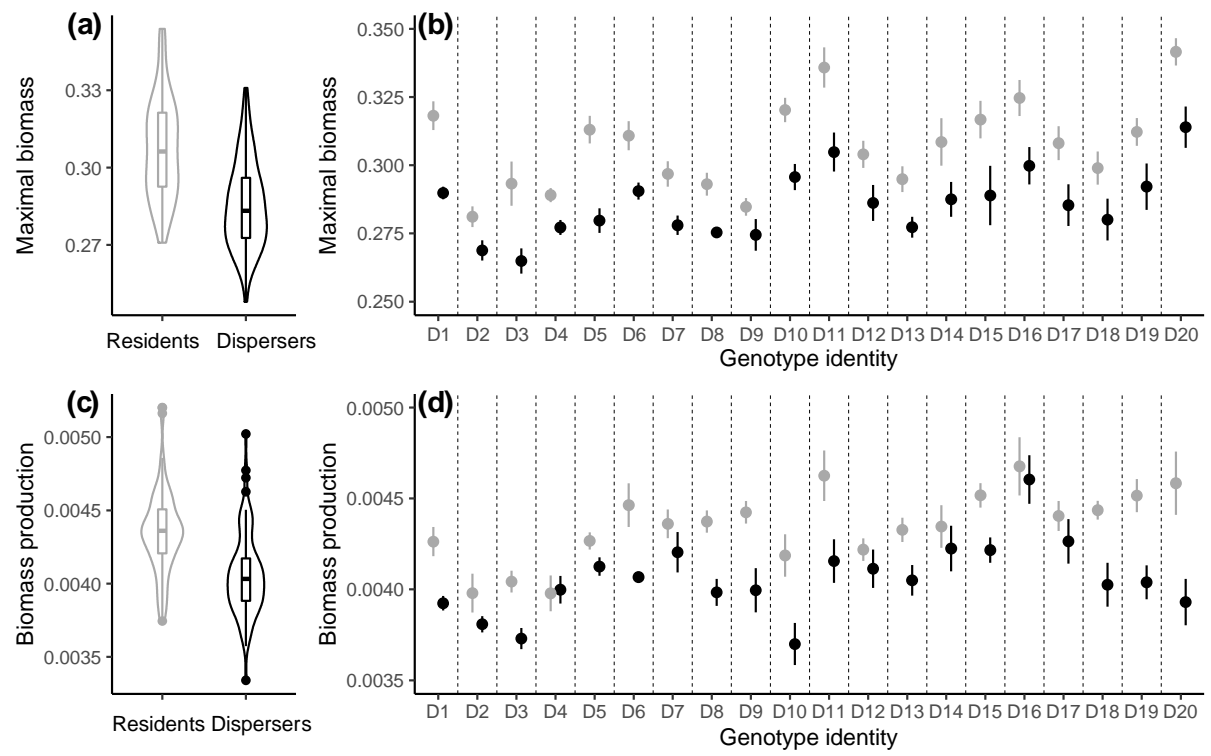 (a)
Maximal biomass
0.33
0.30
0.27
Residents Dispersers
(b)
Maximal biomass
0.350
0.325
0.300
0.275
0.250
D1 D2 D3 D4 D5 D6 D7 D8 D9 D10 D11 D12 D13 D14 D15 D16 D17 D18 D19 D20
Genotype identity
(c)
Biomass production
0.0050
0.0045
0.0040
0.0035
Residents Dispersers
(d)
Biomass production
0.0050
0.0045
0.0040
0.0035
D1 D2 D3 D4 D5 D6 D7 D8 D9 D10 D11 D12 D13 D14 D15 D16 D17 D18 D19 D20
Genotype identity